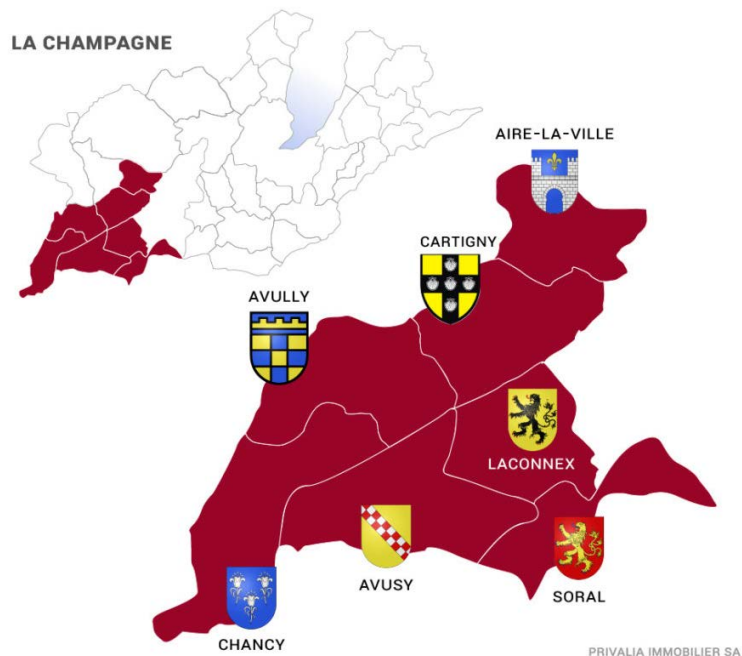 LA CHAMPAGNE
AIRE-LA-VILLE
CARTIGNY
AVULLY
LACONNEX
AVUSY
SORAL
CHANCY
PRIVALIA IMMOBILIER SA